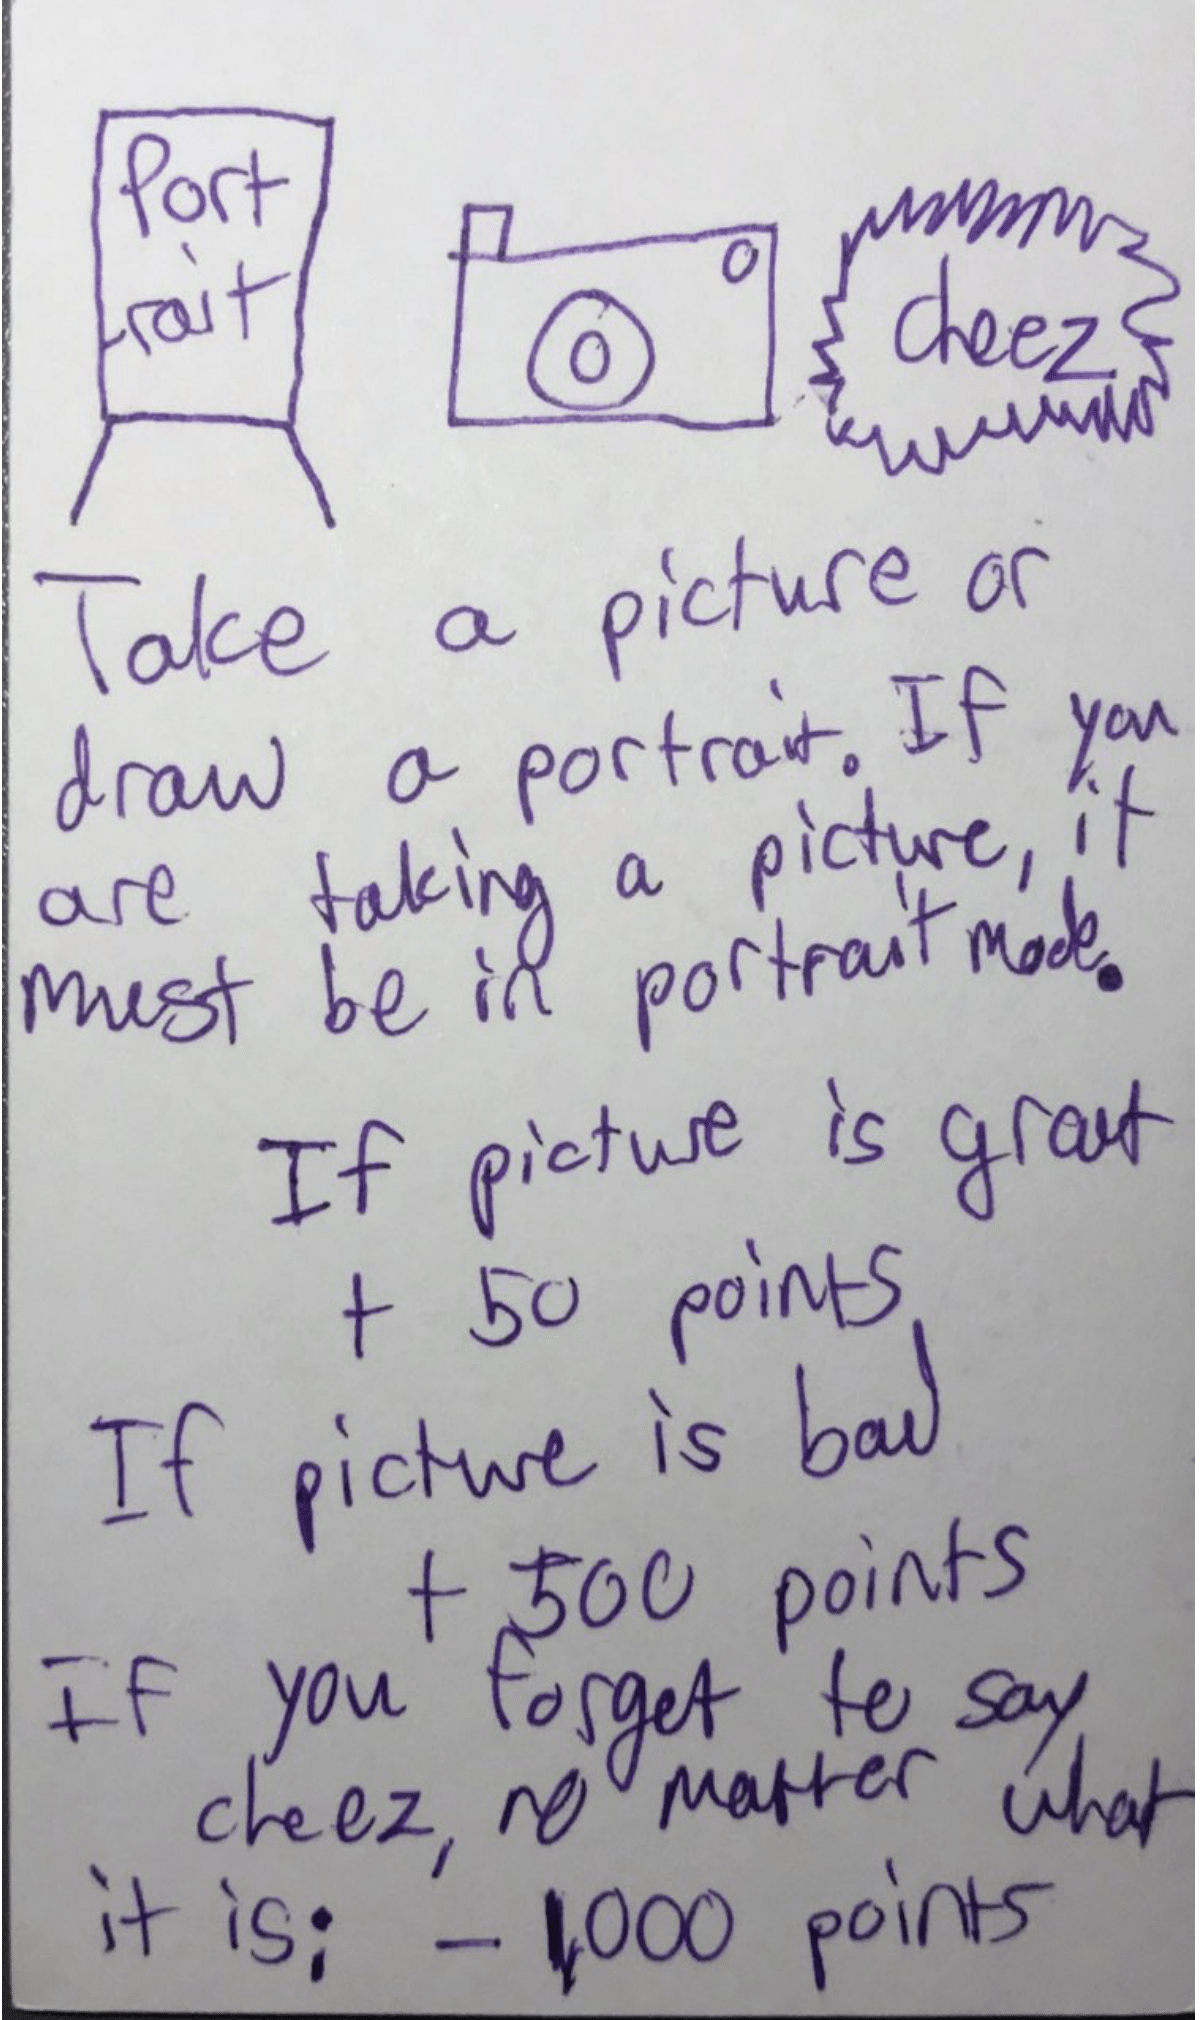 Port
rait
cheez
Take a picture or
draw a portrait. If you
are taking a picture, it
must be in portrait mode.
If picture is great
+ 50 points
If picture is bad
+ 500 points
If you forget to say
cheez, no matter what
it is: - 1,000 points